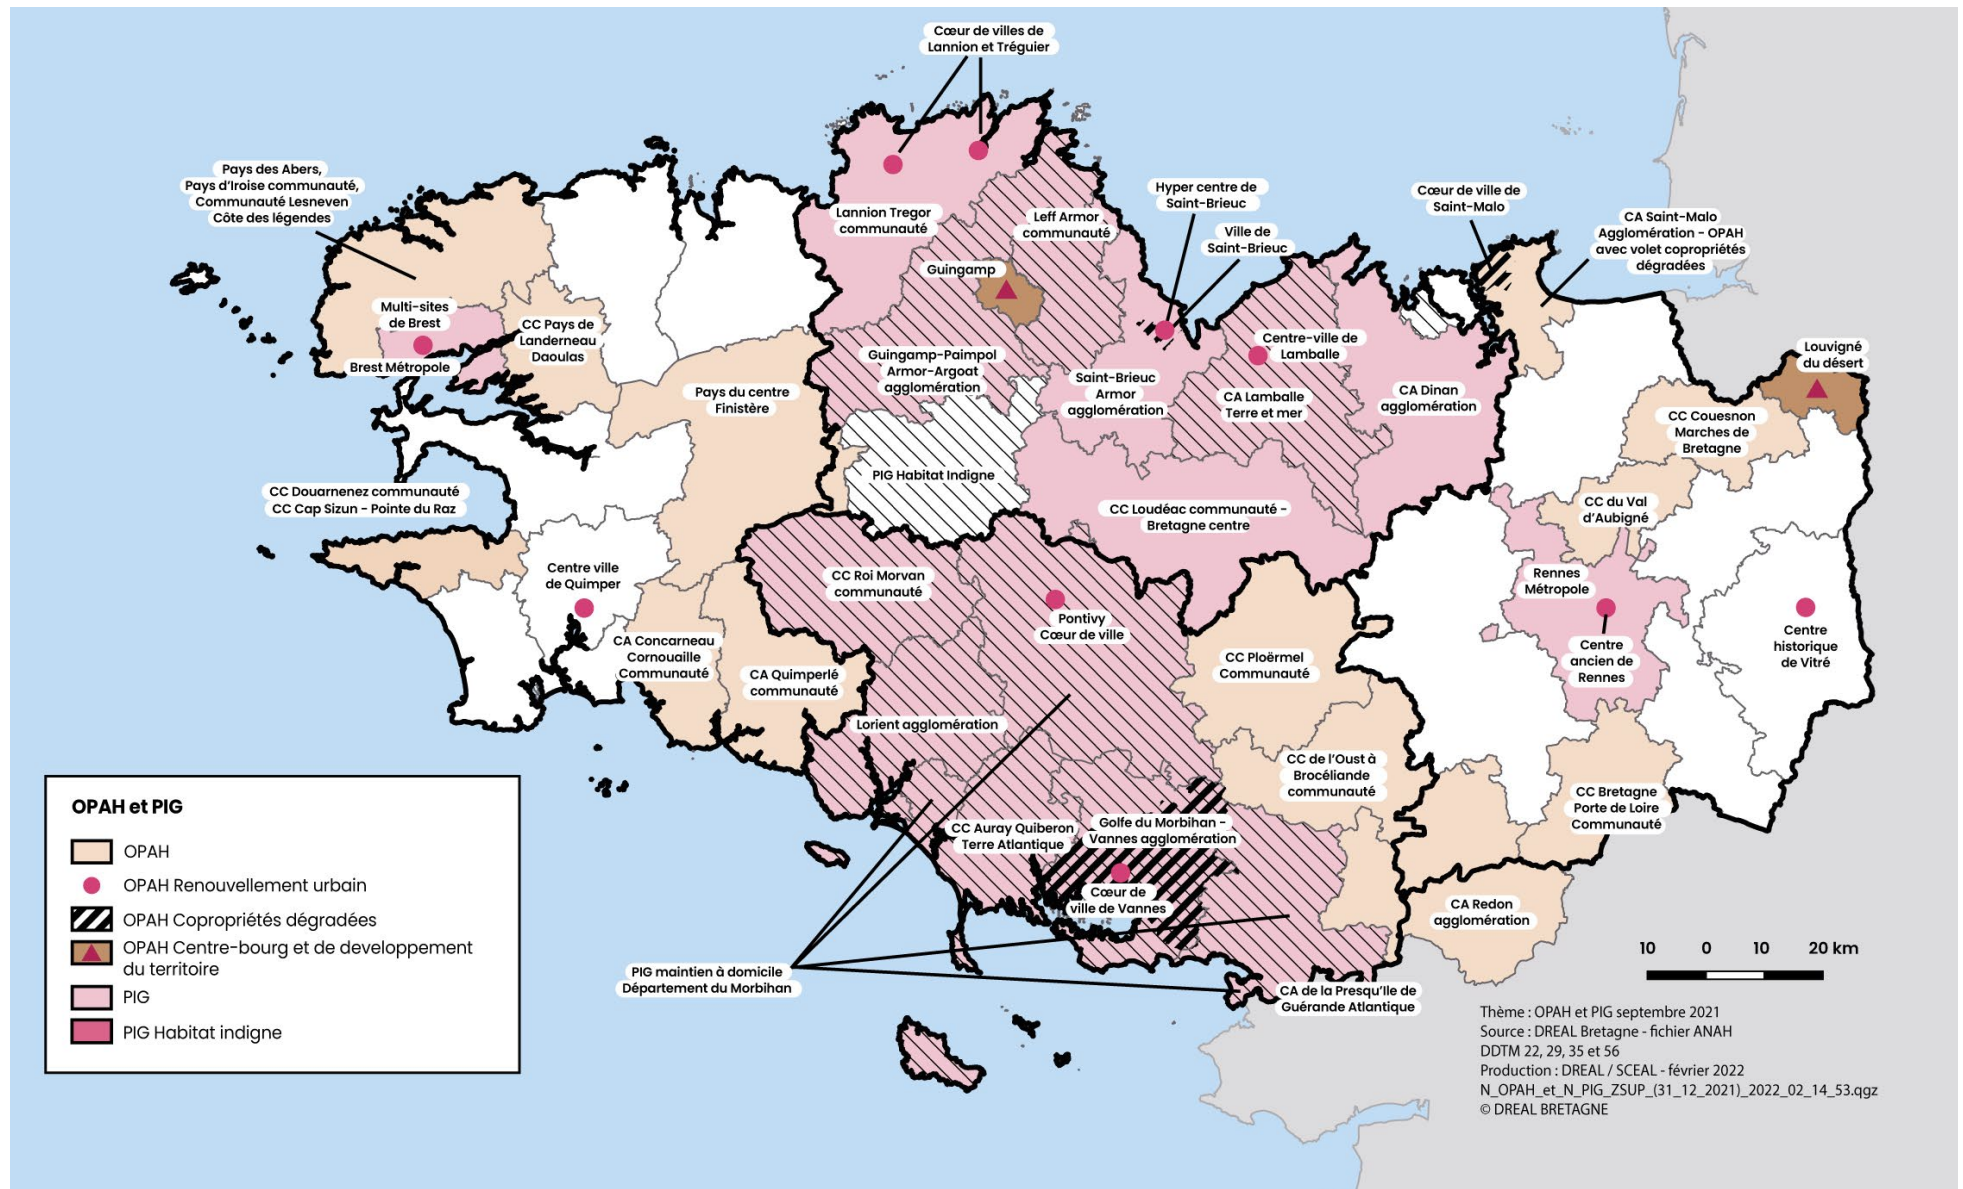 Cœur de villes de
Lannion et Tréguier
Pays des Abers,
Pays d'Iroise communauté,
Communauté Lesneven
Côte des légendes
Hyper centre de
Saint-Brieuc
Cœur de ville de
Saint-Malo
CA Saint-Malo
Agglomération - OPAH
avec volet copropriétés
dégradées
Lannion Tregor
communauté
Leff Armor
communauté
Ville de
Saint-Brieuc
Guingamp
Multi-sites
de Brest
Brest Métropole
CC Pays de
Landerneau
Daoulas
Guingamp-Paimpol
Armor-Argoat
agglomération
Centre-ville de
Lamballe
Louvigné
du désert
Pays du centre
Finistère
Saint-Brieuc
Armor
agglomération
CA Lamballe
Terre et mer
CA Dinan
agglomération
CC Couesnon
Marches de
Bretagne
PIG Habitat Indigne
CC Douarnenez communauté
CC Cap Sizun - Pointe du Raz
CC Loudéac communauté -
Bretagne centre
CC du Val
d'Aubigné
Centre ville
de Quimper
CC Roi Morvan
communauté
Rennes
Métropole
Pontivy
Cœur de ville
Centre
ancien de
Rennes
Centre
historique
de Vitré
CA Concarneau
Cornouaille
Communauté
CA Quimperlé
communauté
CC Ploërmel
Communauté
Lorient agglomération
CC de l'Oust à
Brocéliande
communauté
CC Bretagne
Porte de Loire
Communauté
CC Auray Quiberon
Terre Atlantique
Golfe du Morbihan -
Vannes agglomération
Cœur de
ville de Vannes
CA Redon
agglomération
PIG maintien à domicile
Département du Morbihan
CA de la Presqu'Ile de
Guérande Atlantique
OPAH et PIG
OPAH
OPAH Renouvellement urbain
OPAH Copropriétés dégradées
OPAH Centre-bourg et de developpement
du territoire
PIG
PIG Habitat indigne
10 0 10 20 km
Thème : OPAH et PIG septembre 2021
Source : DREAL Bretagne - fichier ANAH
DDTM 22, 29, 35 et 56
Production : DREAL / SCEAL - février 2022
N_OPAH_et_N_PIG_ZSUP_(31_12_2021)_2022_02_14_53.qgz
© DREAL BRETAGNE